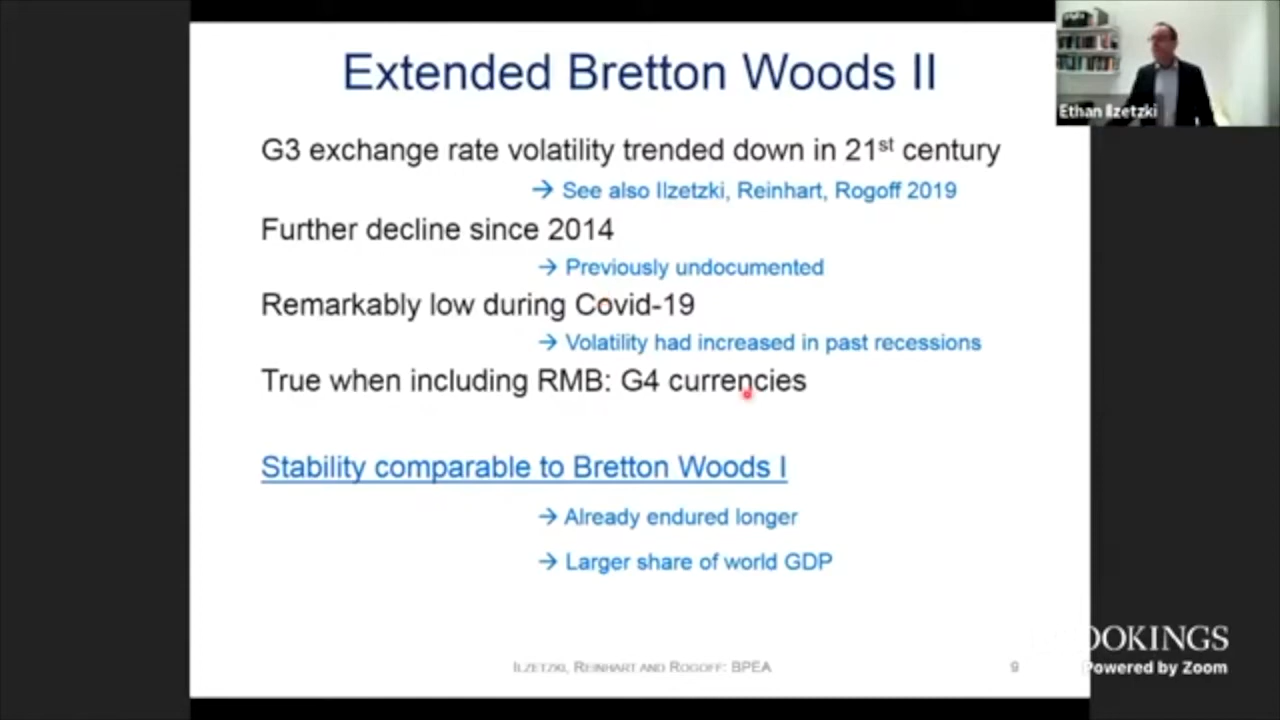 Extended Bretton Woods II
Ethan Ilzetzki
G3 exchange rate volatility trended down in 21st century
→ See also Ilzetzki, Reinhart, Rogoff 2019
Further decline since 2014
→ Previously undocumented
Remarkably low during Covid-19
→ Volatility had increased in past recessions
True when including RMB: G4 currencies
Stability comparable to Bretton Woods I
→ Already endured longer
→ Larger share of world GDP
ILZETZKI, REINHART AND ROGOFF: BPEA
9
OOKINGS
Powered by Zoom